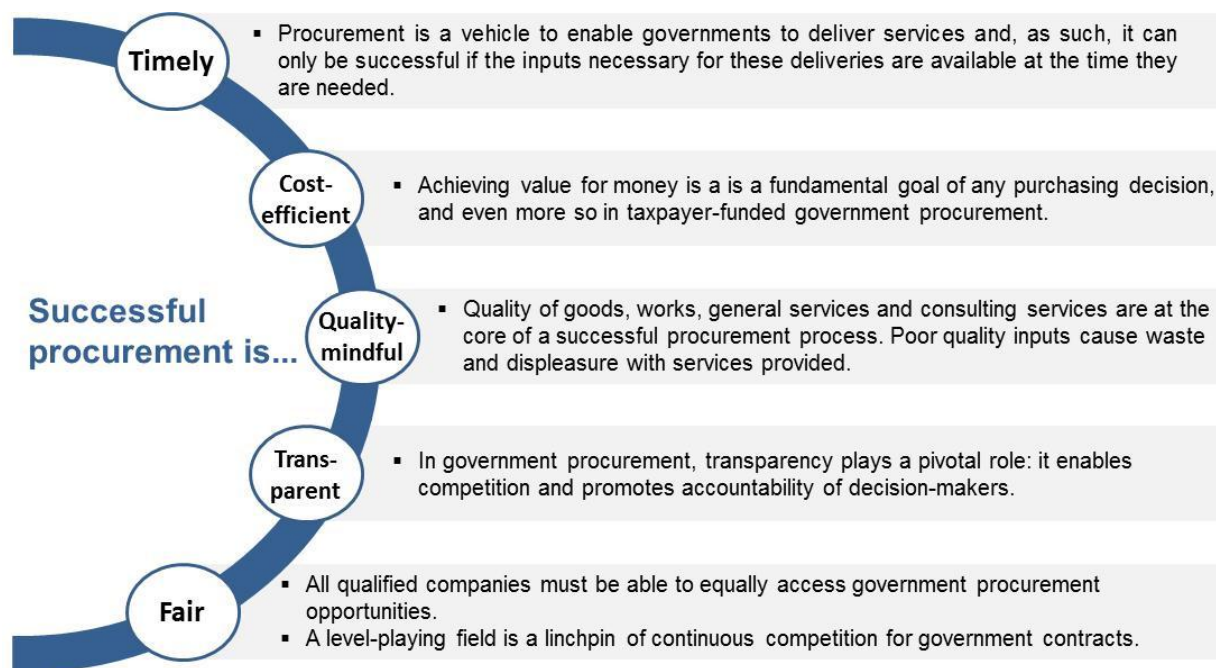 Timely
▪ Procurement is a vehicle to enable governments to deliver services and, as such, it can
only be successful if the inputs necessary for these deliveries are available at the time they
are needed.
Cost-
efficient
▪ Achieving value for money is a is a fundamental goal of any purchasing decision,
and even more so in taxpayer-funded government procurement.
Successful
procurement is...
Quality-
mindful
▪ Quality of goods, works, general services and consulting services are at the
core of a successful procurement process. Poor quality inputs cause waste
and displeasure with services provided.
Trans-
parent
▪ In government procurement, transparency plays a pivotal role: it enables
competition and promotes accountability of decision-makers.
Fair
▪ All qualified companies must be able to equally access government procurement
opportunities.
▪ A level-playing field is a linchpin of continuous competition for government contracts.